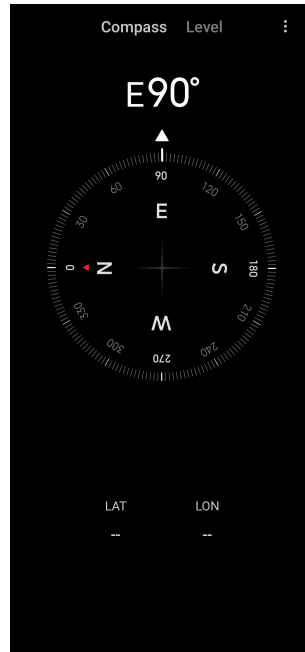 Compass Level
E90°
90
60 120
E
30 150
0 N S 180
330 210
W
300 240
270
LAT LON
-- --